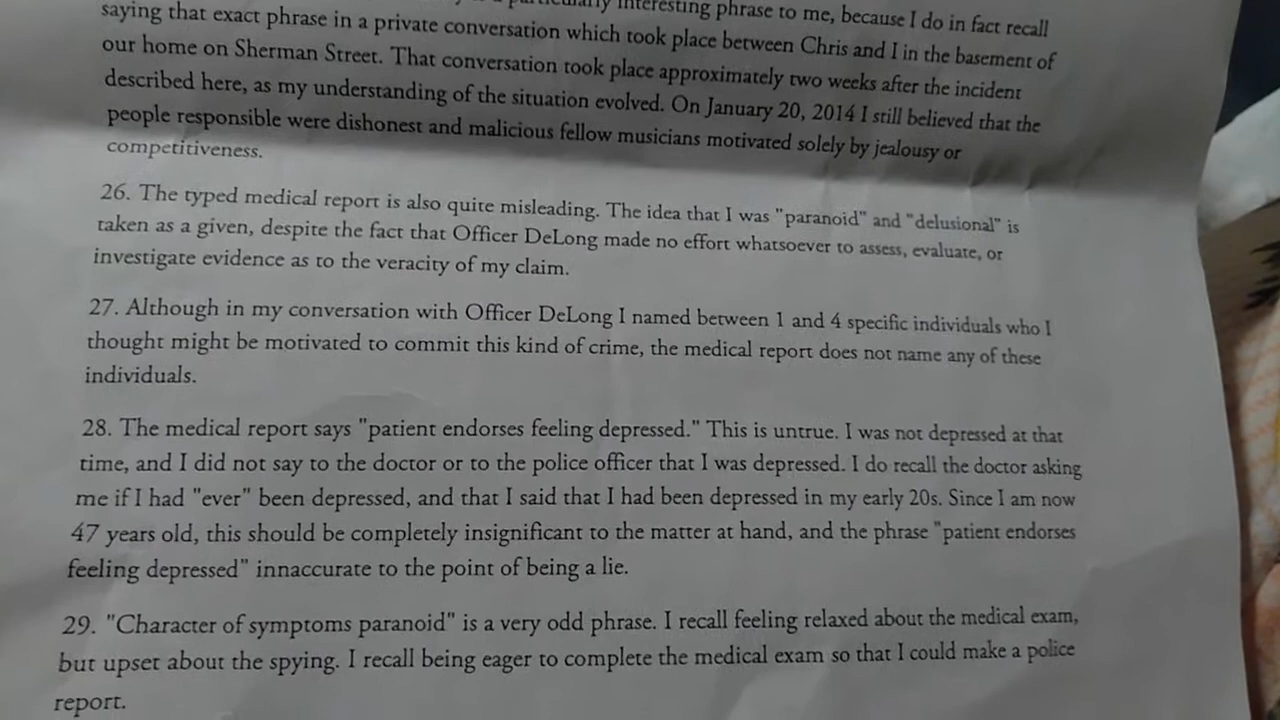 interesting phrase to me, because I do in fact recall
saying that exact phrase in a private conversation which took place between Chris and I in the basement of
our home on Sherman Street. That conversation took place approximately two weeks after the incident
described here, as my understanding of the situation evolved. On January 20, 2014 I still believed that the
people responsible were dishonest and malicious fellow musicians motivated solely by jealousy or
competitiveness.
26. The typed medical report is also quite misleading. The idea that I was "paranoid" and "delusional" is
taken as a given, despite the fact that Officer DeLong made no effort whatsoever to assess, evaluate, or
investigate evidence as to the veracity of my claim.
27. Although in my conversation with Officer DeLong I named between 1 and 4 specific individuals who I
thought might be motivated to commit this kind of crime, the medical report does not name any of these
individuals.
28. The medical report says "patient endorses feeling depressed." This is untrue. I was not depressed at that
time, and I did not say to the doctor or to the police officer that I was depressed. I do recall the doctor asking
me if I had "ever" been depressed, and that I said that I had been depressed in my early 20s. Since I am now
47 years old, this should be completely insignificant to the matter at hand, and the phrase "patient endorses
feeling depressed" innaccurate to the point of being a lie.
29. "Character of symptoms paranoid" is a very odd phrase. I recall feeling relaxed about the medical exam,
but upset about the spying. I recall being eager to complete the medical exam so that I could make a police
report.